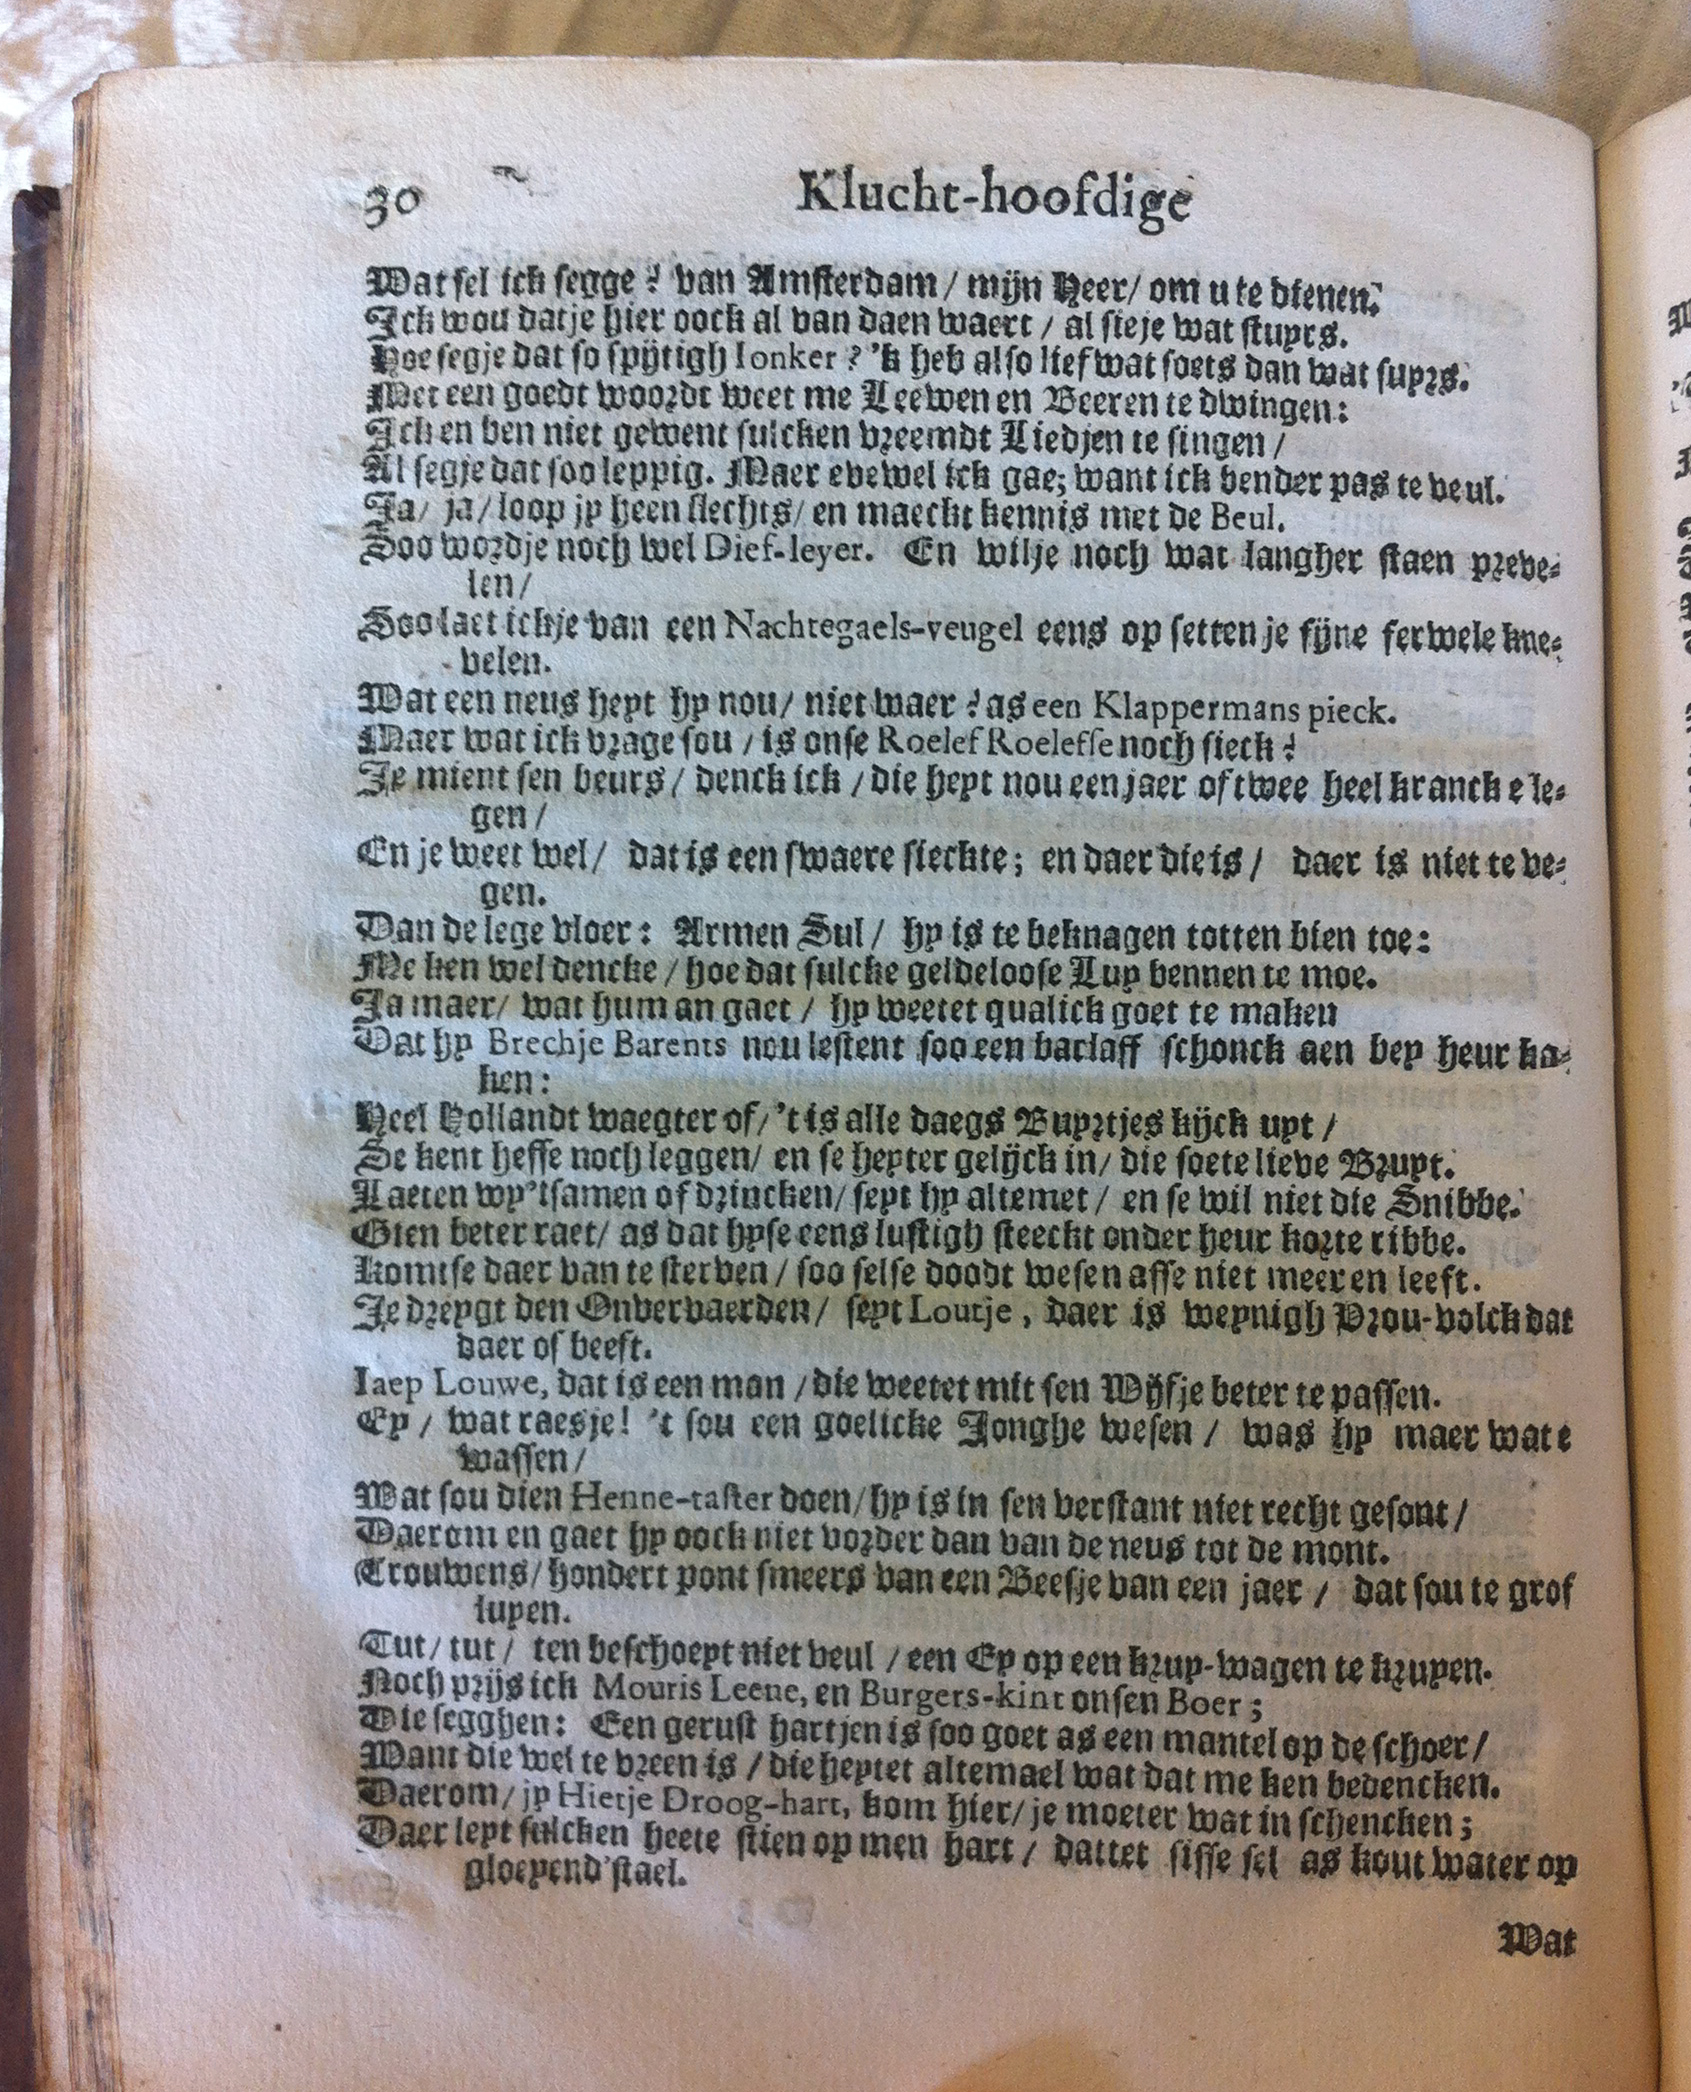 30 Klucht-hoofdige
Wat sel ick segge? van Amsterdam / mijn Heer / om u te dienen.
Ick wou datje hier oock al van daen waert / al sieje wat stuyrs.
Hoe segje dat so spijtigh Ionker? 'k heb also lief wat soets dan wat suyrs.
Met een goedt woordt weet me Leewen en Beeren te dwingen:
Ick en ben niet gewent sulcken vreemdt Liedjen te singen /
Al segje dat soo leppig. Maer evewel ick gae; want ick bender pas te veul.
Ja / ja / loop jy heen slechts / en maeckt kennis met de Beul.
Soo wordje noch wel Dief-leyer. En wilje noch wat langher staen preve-
len /
Soo laet ickje van een Nachtegaels-veugel eens op setten je fijne ferwele kne-
velen.
Wat een neus heyt hy nou / niet waer? as een Klappermans pieck.
Maer wat ick vrage sou / is onse Roelef Roelefse noch sieck?
Je mient sen beurs / denck ick / die heyt nou een jaer of twee heel kranck e le-
gen /
En je weet wel / dat is een swaere sieckte; en daer die is / daer is niet te ve-
gen.
Dan de lege vloer: Armen Sul / hy is te beknagen totten bien toe:
Me ken wel dencke / hoe dat sulcke geldeloose Luy bennen te moe.
Ja maer / wat hum an gaet / hy weetet qualick goet te maken
Dat hy Brechje Barents nou lestent soo een baclaff schonck aen bey heur ka-
ken:
Heel Hollandt waegter of / 't is alle daegs Buyrtjes kijck uyt /
Se kent heffe noch leggen / en se heyter gelijck in / die soete lieve Bruyt.
Laeten wy 't samen of drincken / seyt hy altemet / en se wil niet die Snibbe.
Gien beter raet / as dat hyse eens lustigh steeckt onder heur korte ribbe.
Komtse daer van te sterven / soo selse doodt wesen asse niet meer en leeft.
Je dreygt den Onvervaerden / seyt Loutje, daer is weynigh Vrou-volck dat
daer of beeft.
Iaep Louwe, dat is een man / die weetet mit sen Wijfje beter te passen.
Ey / wat raesje! 't sou een goelicke Jonghe wesen / was hy maer wat e
wassen /
Wat sou dien Henne-taster doen / hy is in sen verstant niet recht gesont /
Daerom en gaet hy oock niet vorder dan van de neus tot de mont.
Trouwens / hondert pont smeers van een Beesje van een jaer / dat sou te grof
luyen.
Tut / tut / ten beschoeyt niet veul / een Ey op een kruy-wagen te kruyen.
Noch prijs ick Mouris Leene, en Burgers-kint onsen Boer;
Die segghen: Een gerust hartjen is soo goet as een mantel op de schoer /
Want die wel te vreen is / die heytet altemael wat dat me ken bedencken.
Daerom / jy Hietje Droog-hart, kom hier / je moeter wat in schencken;
Daer leyt sulcken heete stien op men hart / dattet sisse sel as kout water op
gloeyend' stael.
Wat